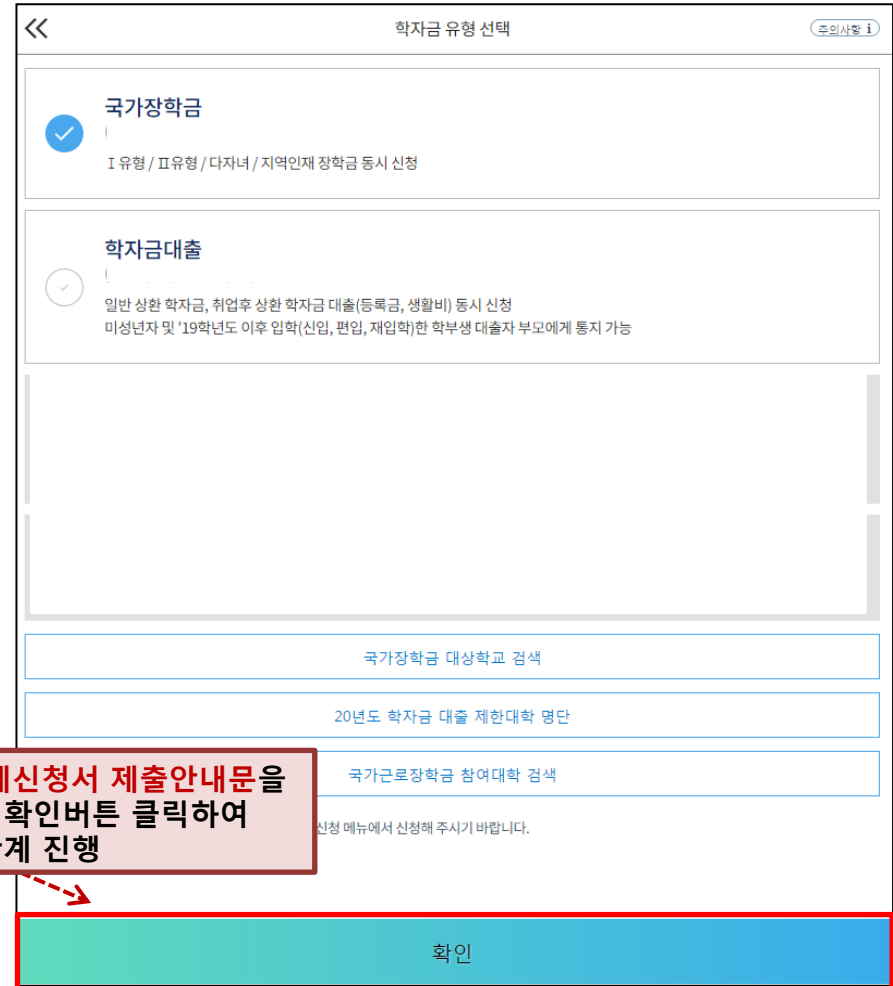 학자금 유형 선택
주의사항 i
국가장학금
Ⅰ유형 / Ⅱ유형 / 다자녀 / 지역인재 장학금 동시 신청
학자금대출
일반 상환 학자금, 취업후 상환 학자금 대출(등록금, 생활비) 동시 신청
미성년자 및 '19학년도 이후 입학(신입, 편입, 재입학)한 학부생 대출자 부모에게 통지 가능
국가장학금 대상학교 검색
20년도 학자금 대출 제한대학 명단
국가근로장학금 참여대학 검색
신청서 제출안내문을
확인버튼 클릭하여
진행
신청 메뉴에서 신청해 주시기 바랍니다.
확인